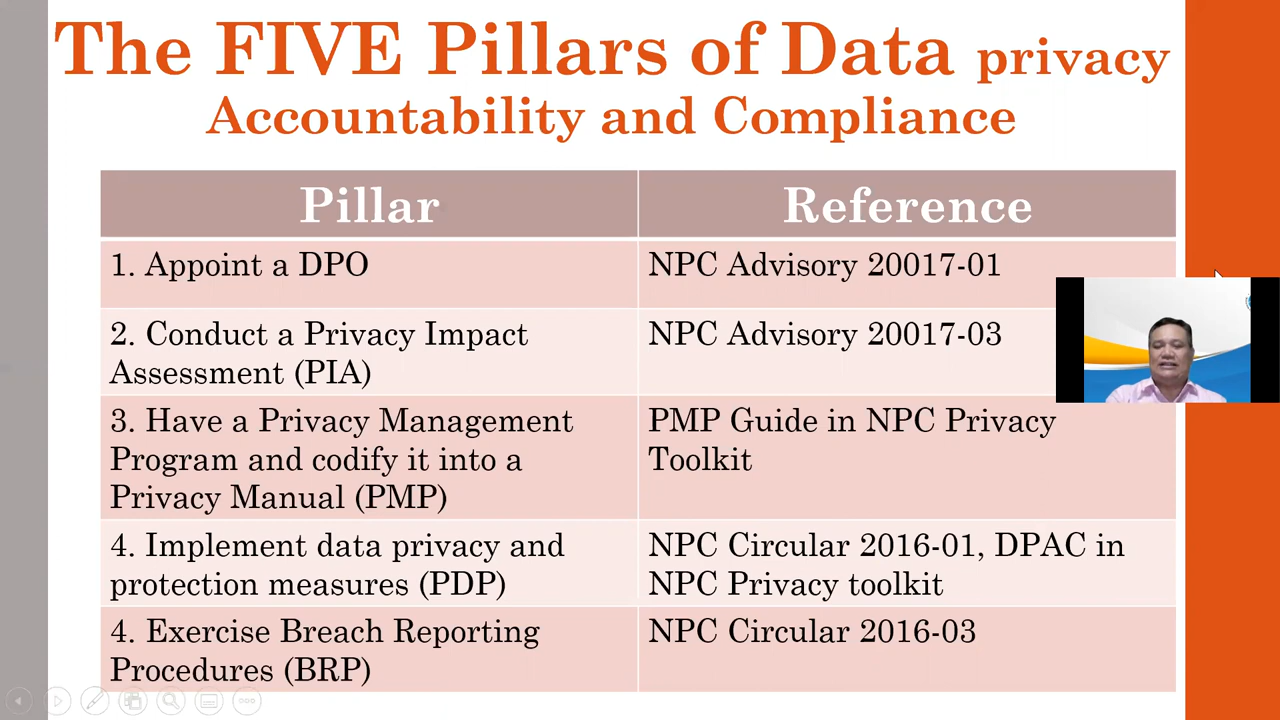 The FIVE Pillars of Data privacy
Accountability and Compliance
Pillar
Reference
1. Appoint a DPO
NPC Advisory 20017-01
2. Conduct a Privacy Impact
Assessment (PIA)
NPC Advisory 20017-03
3. Have a Privacy Management
Program and codify it into a
Privacy Manual (PMP)
PMP Guide in NPC Privacy
Toolkit
4. Implement data privacy and
protection measures (PDP)
NPC Circular 2016-01, DPAC in
NPC Privacy toolkit
4. Exercise Breach Reporting
Procedures (BRP)
NPC Circular 2016-03